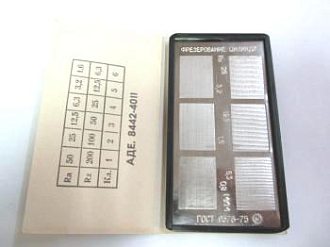 Ra 50 25 12,5 6,3 3,2 1,6
Rz 200 100 50 25 12,5 6,3
Кл. 1 2 3 4 5 6
АДЕ. 8442-4011
ФРЕЗЕРОВАНИЕ ЦИЛИНДР
ГОСТ 9378-75